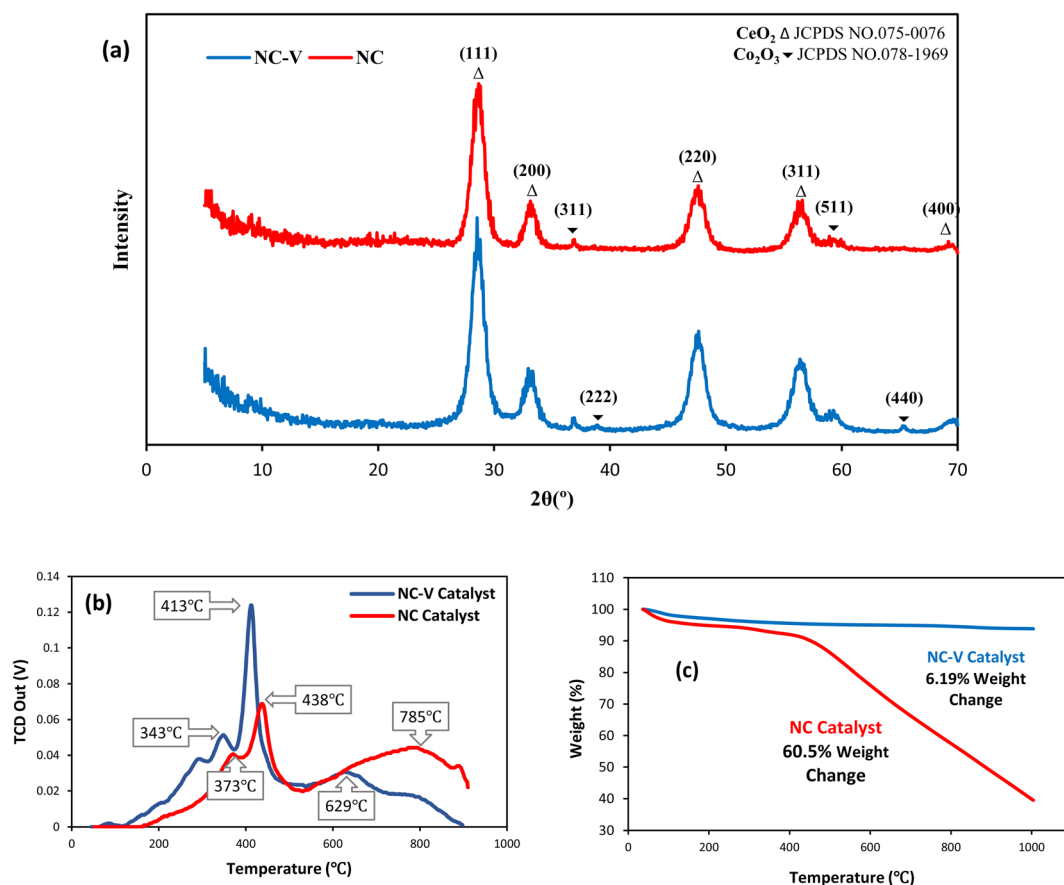 (a)
NC-V NC
CeO₂ Δ JCPDS NO.075-0076
Co₂O₃ ▼ JCPDS NO.078-1969
(111)
Δ
(200)
Δ
(311)
▼
(220)
Δ
(311)
Δ
(511)
▼
(400)
Δ
(222)
▼
(440)
▼
Intensity
0 10 20 30 40 50 60 70
2θ(º)
(b)
NC-V Catalyst
NC Catalyst
413℃
438℃
343℃
373℃
785℃
629℃
TCD Out (V)
0.14
0.12
0.1
0.08
0.06
0.04
0.02
0
0 200 400 600 800 1000
Temperature (℃)
(c)
NC-V Catalyst
6.19% Weight
Change
NC Catalyst
60.5% Weight
Change
Weight (%)
110
100
90
80
70
60
50
40
30
0 200 400 600 800 1000
Temperature (℃)